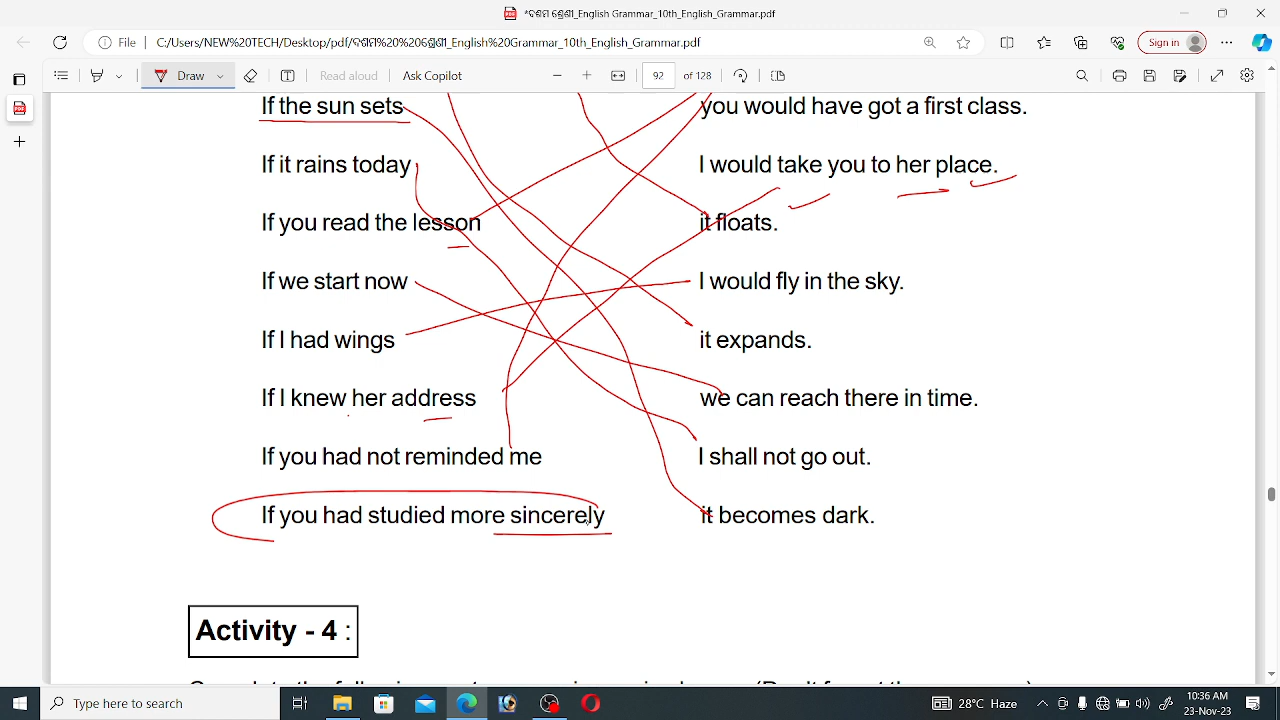 _English Grammar_10th_English_Grammar.pdf
File C:/Users/NEW%20TECH/Desktop/pdf/ _English%20Grammar_10th_English_Grammar.pdf Sign in
Draw Read aloud Ask Copilot 92 of 128
If the sun sets you would have got a first class.
If it rains today I would take you to her place.
If you read the lesson it floats.
If we start now I would fly in the sky.
If I had wings it expands.
If I knew her address we can reach there in time.
If you had not reminded me I shall not go out.
If you had studied more sincerely it becomes dark.
Activity - 4 :
Type here to search 28°C Haze 10:36 AM
23-Nov-23